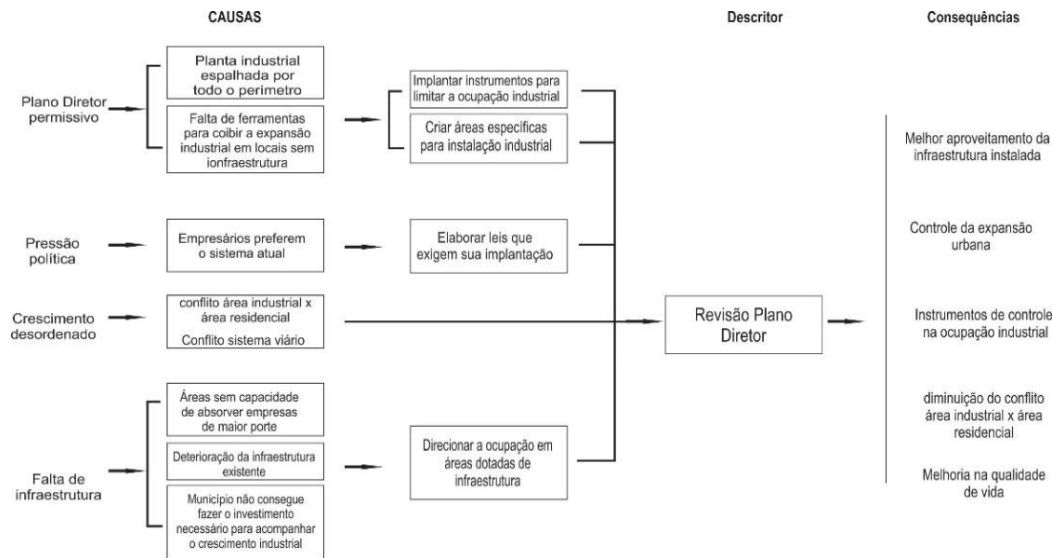 CAUSAS
Descritor
Consequências
Plano Diretor
permissivo
Planta industrial
espalhada por
todo o perímetro
Falta de ferramentas
para coibir a expansão
industrial em locais sem
ionfraestrutura
Implantar instrumentos para
limitar a ocupação industrial
Criar áreas específicas
para instalação industrial
Pressão
política
Empresários preferem
o sistema atual
Elaborar leis que
exigem sua implantação
Crescimento
desordenado
conflito área industrial x
área residencial
Conflito sistema viário
Falta de
infraestrutura
Áreas sem capacidade
de absorver empresas
de maior porte
Deterioração da infraestrutura
existente
Município não consegue
fazer o investimento
necessário para acompanhar
o crescimento industrial
Direcionar a ocupação em
áreas dotadas de
infraestrutura
Revisão Plano
Diretor
Melhor aproveitamento da
infraestrutura instalada
Controle da expansão
urbana
Instrumentos de controle
na ocupação industrial
diminuição do conflito
área industrial x área
residencial
Melhoria na qualidade
de vida